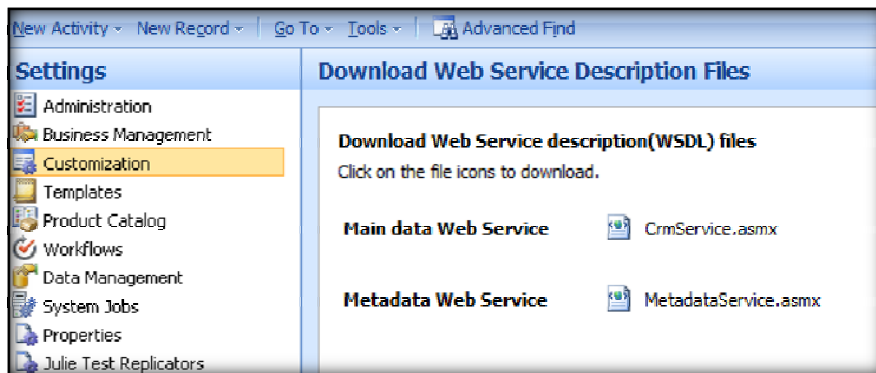 New Activity New Record Go To Tools Advanced Find
Settings
Administration
Business Management
Customization
Templates
Product Catalog
Workflows
Data Management
System Jobs
Properties
Julie Test Replicators
Download Web Service Description Files
Download Web Service description(WSDL) files
Click on the file icons to download.
Main data Web Service CrmService.asmx
Metadata Web Service MetadataService.asmx